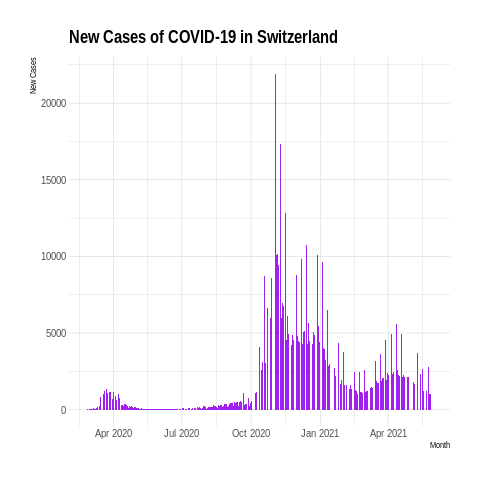 New Cases of COVID-19 in Switzerland
New Cases
20000
15000
10000
5000
0
Apr 2020 Jul 2020 Oct 2020 Jan 2021 Apr 2021
Month